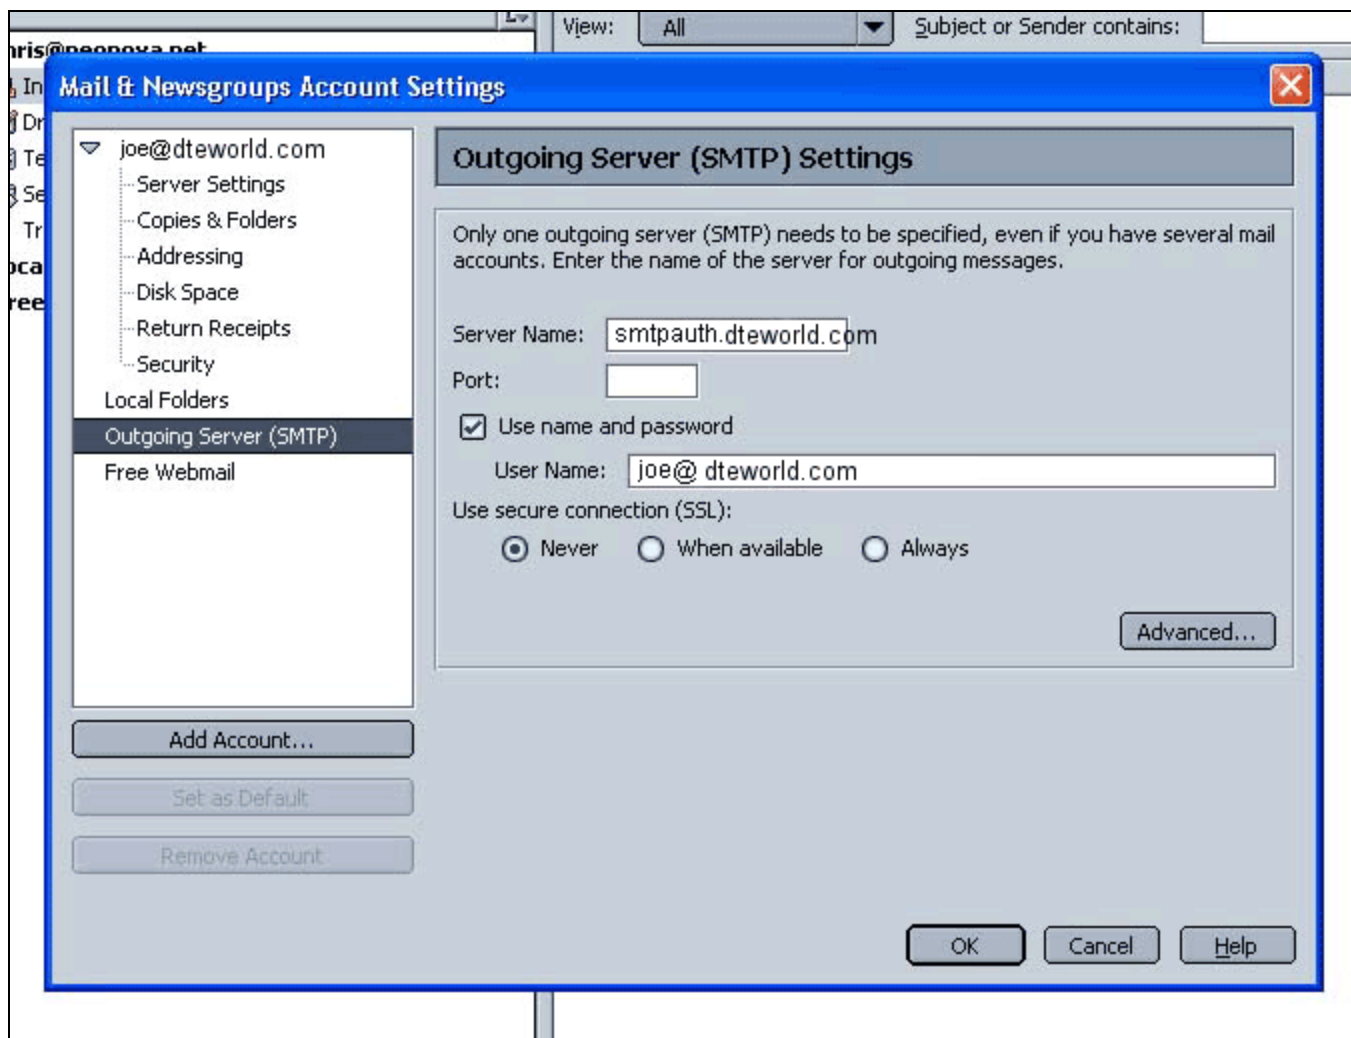 View: All Subject or Sender contains:
Mail & Newsgroups Account Settings
joe@dteworld.com
Server Settings
Copies & Folders
Addressing
Disk Space
Return Receipts
Security
Local Folders
Outgoing Server (SMTP)
Free Webmail
Add Account...
Set as Default
Remove Account
Outgoing Server (SMTP) Settings
Only one outgoing server (SMTP) needs to be specified, even if you have several mail
accounts. Enter the name of the server for outgoing messages.
Server Name: smtpauth.dteworld.com
Port:
Use name and password
User Name: joe@ dteworld.com
Use secure connection (SSL):
Never When available Always
Advanced...
OK Cancel Help